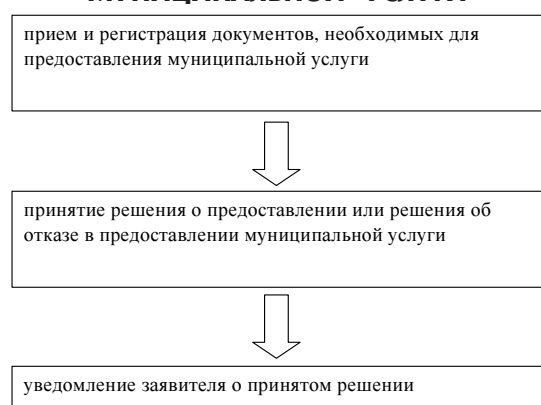 МУНИЦИПАЛЬНОЙ УСЛУГИ
прием и регистрация документов, необходимых для
предоставления муниципальной услуги
принятие решения о предоставлении или решения об
отказе в предоставлении муниципальной услуги
уведомление заявителя о принятом решении